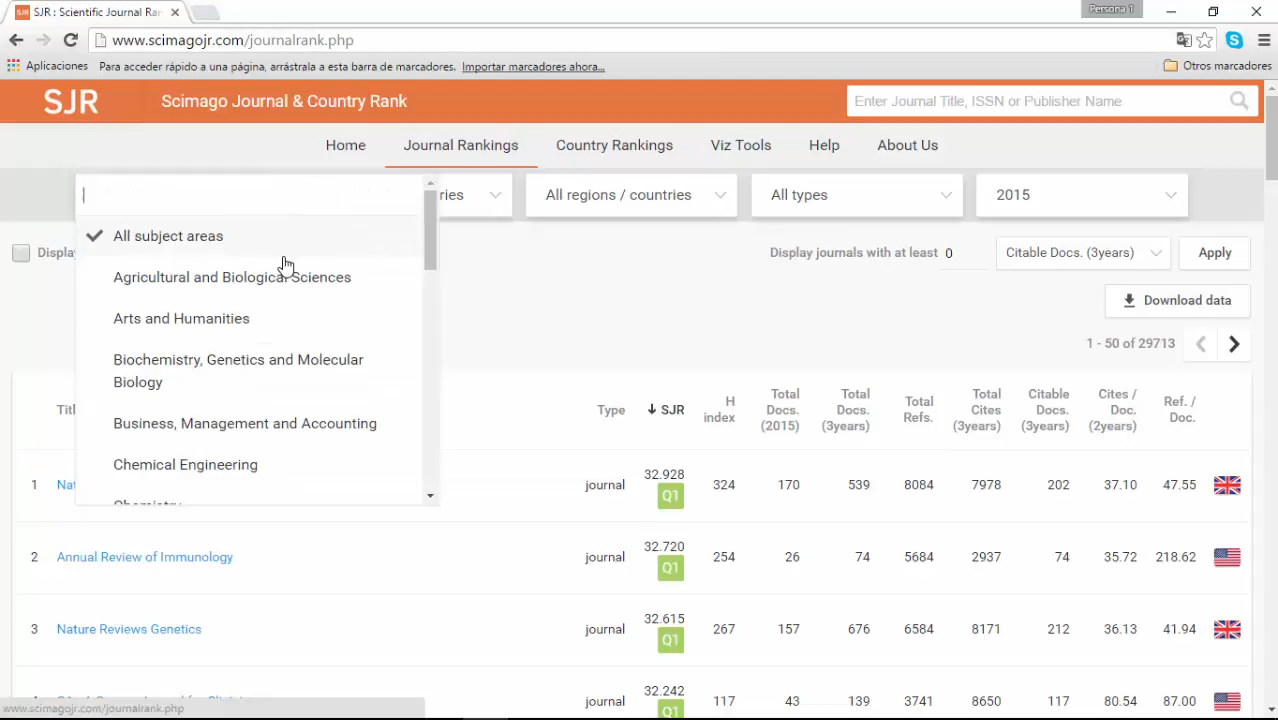 SJR : Scientific Journal Ran
Persona 1
www.scimagojr.com/journalrank.php
Aplicaciones Para acceder rápido a una página, arrástrala a esta barra de marcadores. Importar marcadores ahora... Otros marcadores
SJR Scimago Journal & Country Rank Enter Journal Title, ISSN or Publisher Name
Home Journal Rankings Country Rankings Viz Tools Help About Us
ries All regions / countries All types 2015
All subject areas
Display journals with at least 0 Citable Docs. (3years) Apply
Agricultural and Biological Sciences
Download data
Arts and Humanities
1 - 50 of 29713
Biochemistry, Genetics and Molecular
Biology
Type SJR H index Total Docs. (2015) Total Docs. (3years) Total Refs. Total Cites (3years) Citable Docs. (3years) Cites / Doc. (2years) Ref. / Doc.
Business, Management and Accounting
Chemical Engineering
Chemistry
1 Nat journal 32.928 Q1 324 170 539 8084 7978 202 37.10 47.55
2 Annual Review of Immunology journal 32.720 Q1 254 26 74 5684 2937 74 35.72 218.62
3 Nature Reviews Genetics journal 32.615 Q1 267 157 676 6584 8171 212 36.13 41.94
journal 32.242 Q1 117 43 139 3741 8650 117 80.54 87.00
www.scimagojr.com/journalrank.php